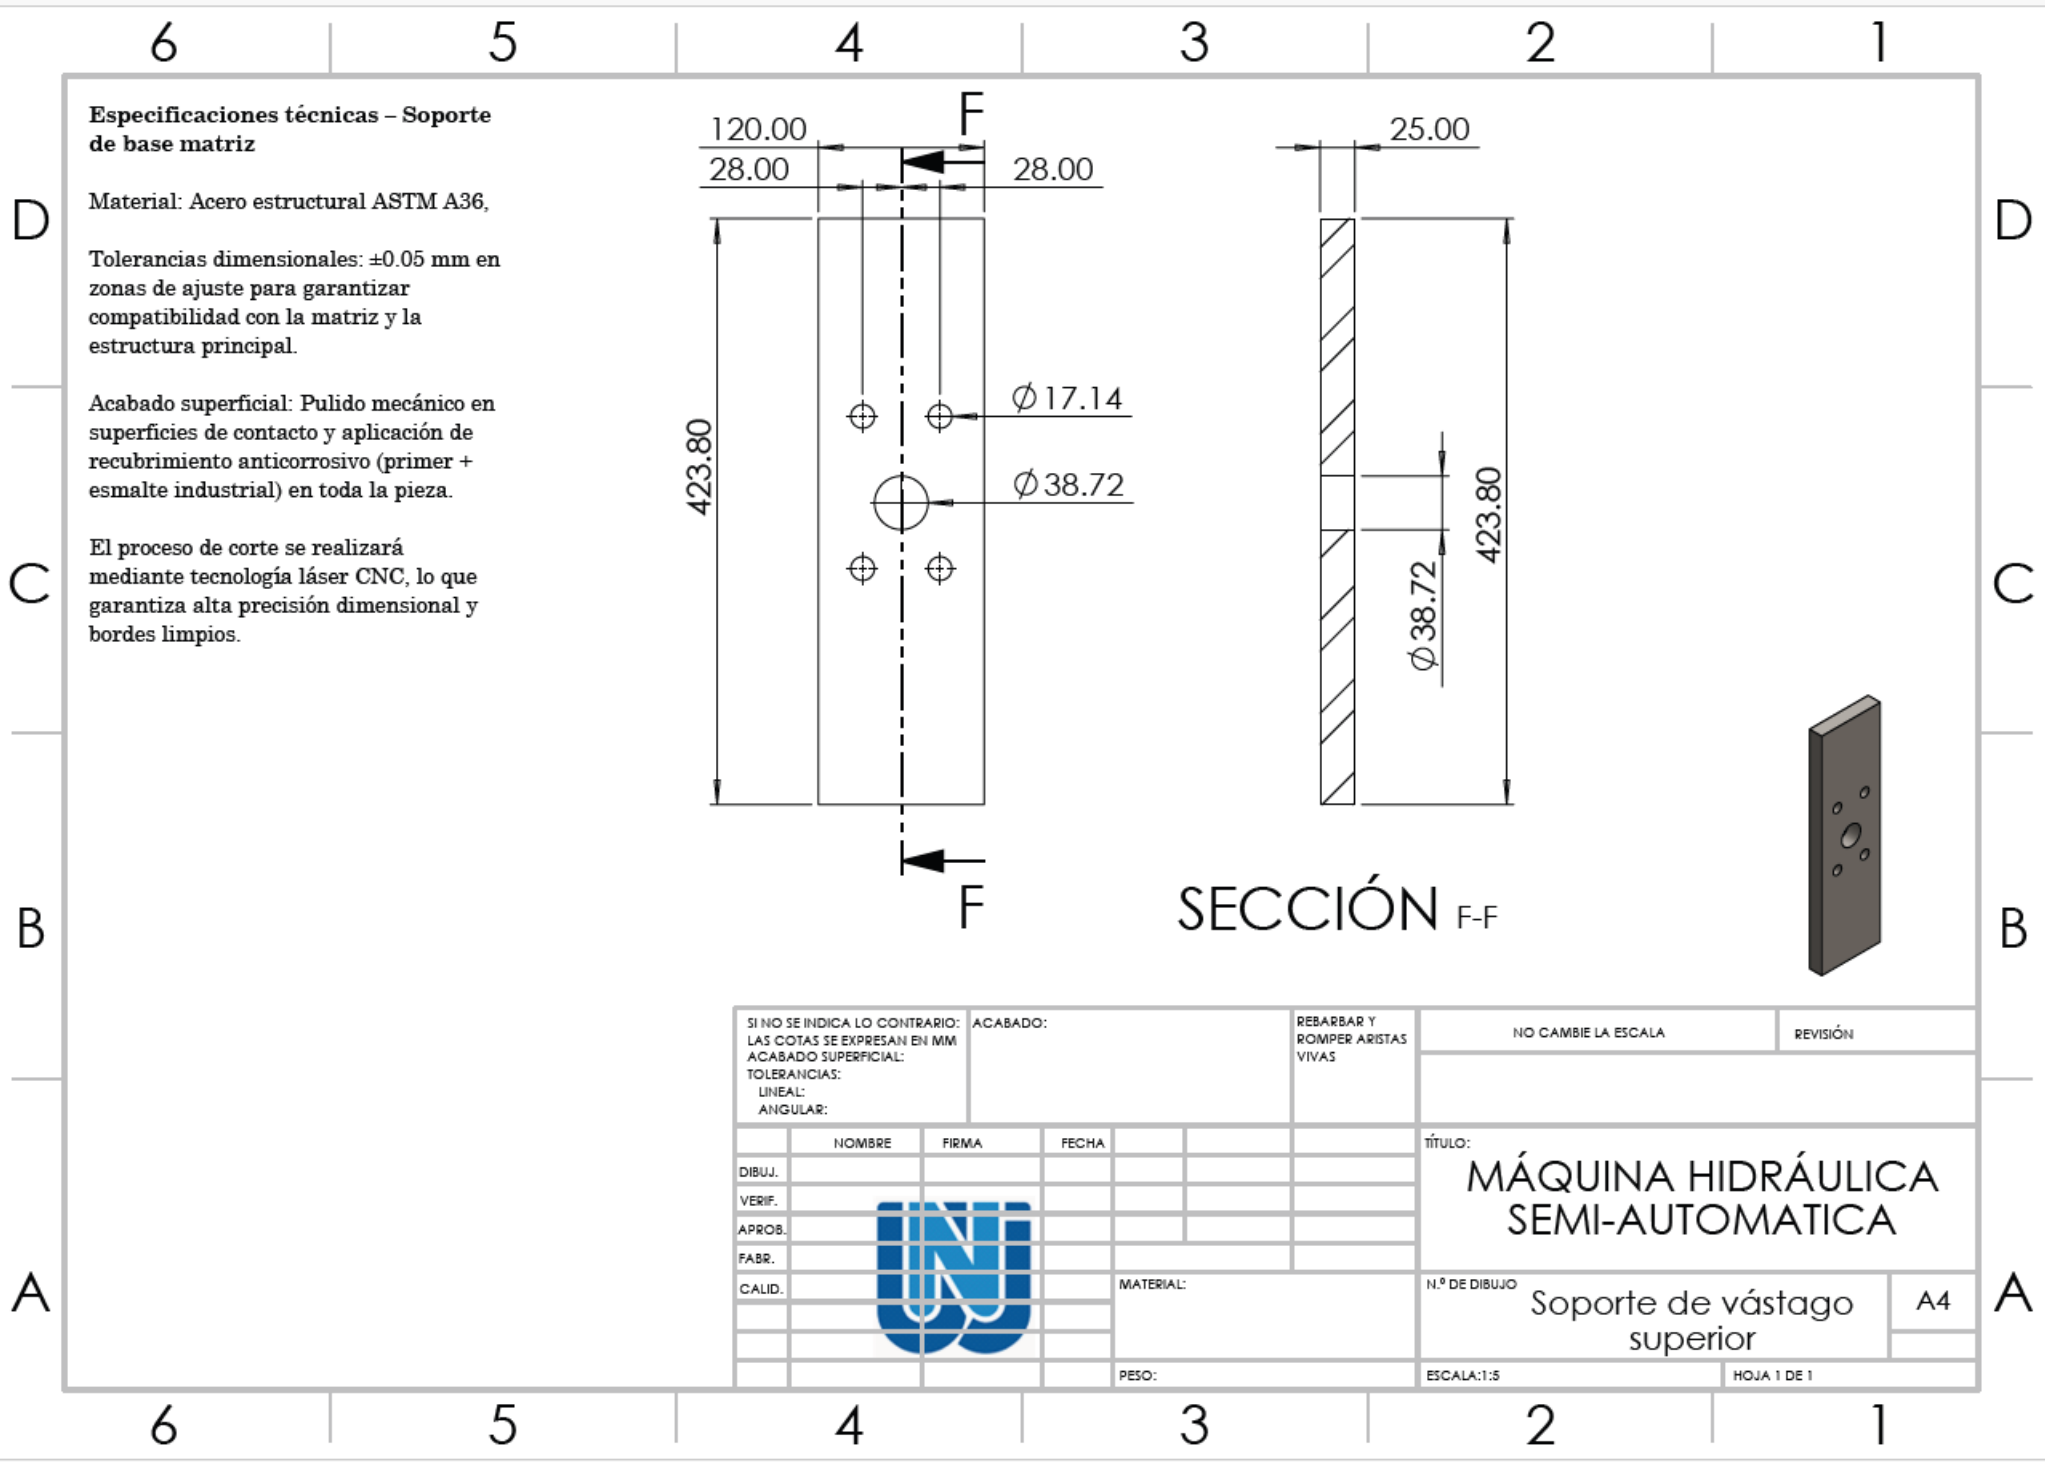 6 5 4 3 2 1
Especificaciones técnicas – Soporte
de base matriz
Material: Acero estructural ASTM A36,
Tolerancias dimensionales: ±0.05 mm en
zonas de ajuste para garantizar
compatibilidad con la matriz y la
estructura principal.
Acabado superficial: Pulido mecánico en
superficies de contacto y aplicación de
recubrimiento anticorrosivo (primer +
esmalte industrial) en toda la pieza.
El proceso de corte se realizará
mediante tecnología láser CNC, lo que
garantiza alta precisión dimensional y
bordes limpios.
D
C
B
A
F
120.00
28.00
28.00
423.80
∅17.14
∅38.72
F
25.00
423.80
∅38.72
SECCIÓN F-F
D
C
B
A
SI NO SE INDICA LO CONTRARIO:
LAS COTAS SE EXPRESAN EN MM
ACABADO SUPERFICIAL:
TOLERANCIAS:
LINEAL:
ANGULAR:
ACABADO:
REBARBAR Y
ROMPER ARISTAS
VIVAS
NO CAMBIE LA ESCALA
REVISIÓN
NOMBRE FIRMA FECHA
DIBUJ.
VERIF.
APROB.
FABR.
CALID.
UNJ
TÍTULO:
MÁQUINA HIDRÁULICA
SEMI-AUTOMATICA
MATERIAL:
N.º DE DIBUJO
Soporte de vástago
superior
A4
PESO:
ESCALA:1:5
HOJA 1 DE 1
6 5 4 3 2 1